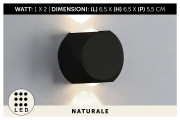 WATT: 1 X 2 | DIMENSIONI: (L) 6,5 X (H) 6,5 X (P) 5,5 CM
LED
NATURALE